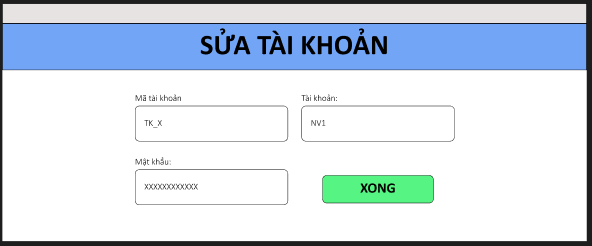 SỬA TÀI KHOẢN
Mã tài khoản
Tài khoản:
TK_X
NV1
Mật khẩu:
XXXXXXXXXXXX
XONG